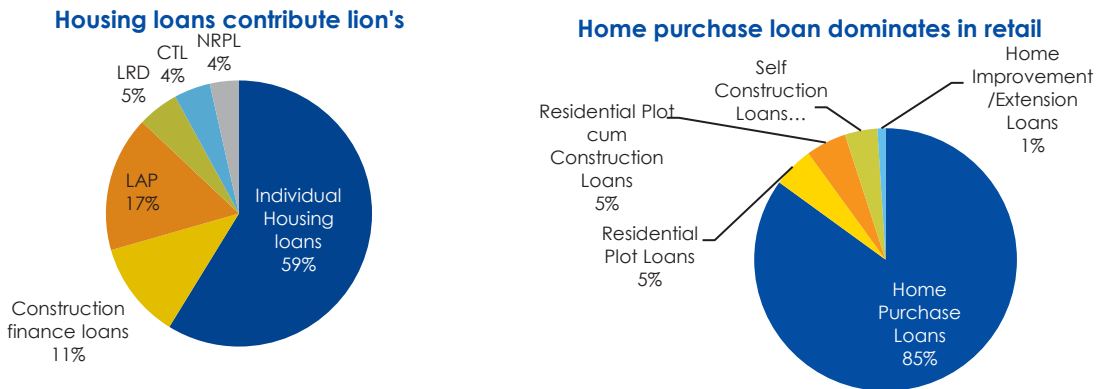 Housing loans contribute lion's
NRPL
4%
CTL
4%
LRD
5%
LAP
17%
Individual
Housing
loans
59%
Construction
finance loans
11%
Home purchase loan dominates in retail
Home
Improvement
/Extension
Loans
1%
Self
Construction
Loans…
Residential Plot
cum
Construction
Loans
5%
Residential
Plot Loans
5%
Home
Purchase
Loans
85%